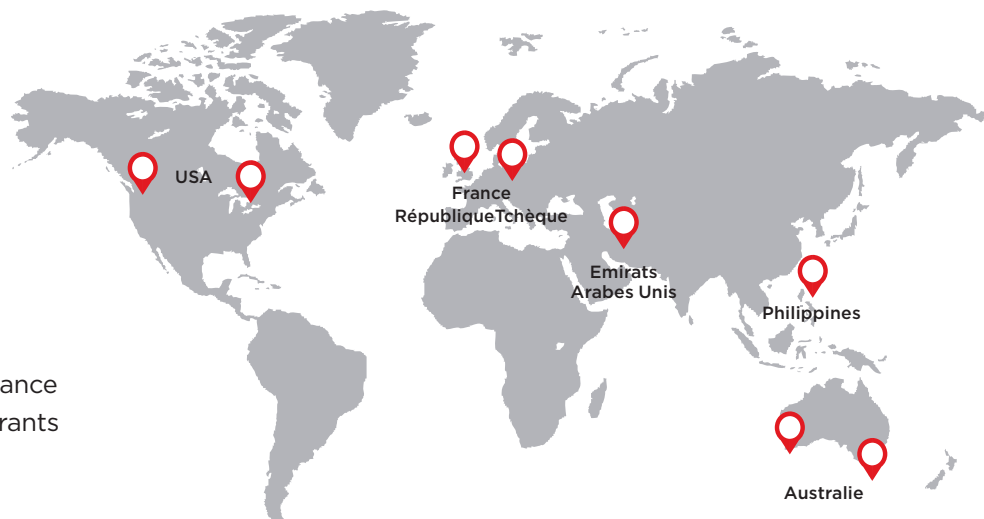 USA
France
RépubliqueTchèque
Emirats
Arabes Unis
Philippines
ance
rants
Australie